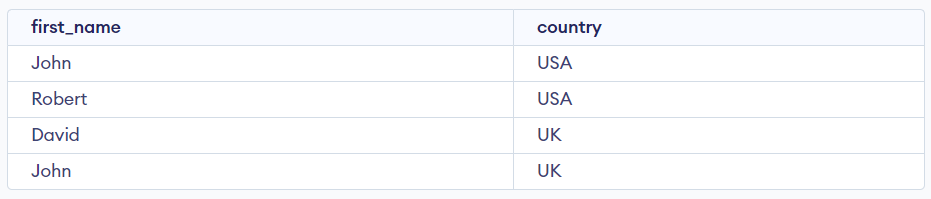 first_name country
John USA
Robert USA
David UK
John UK